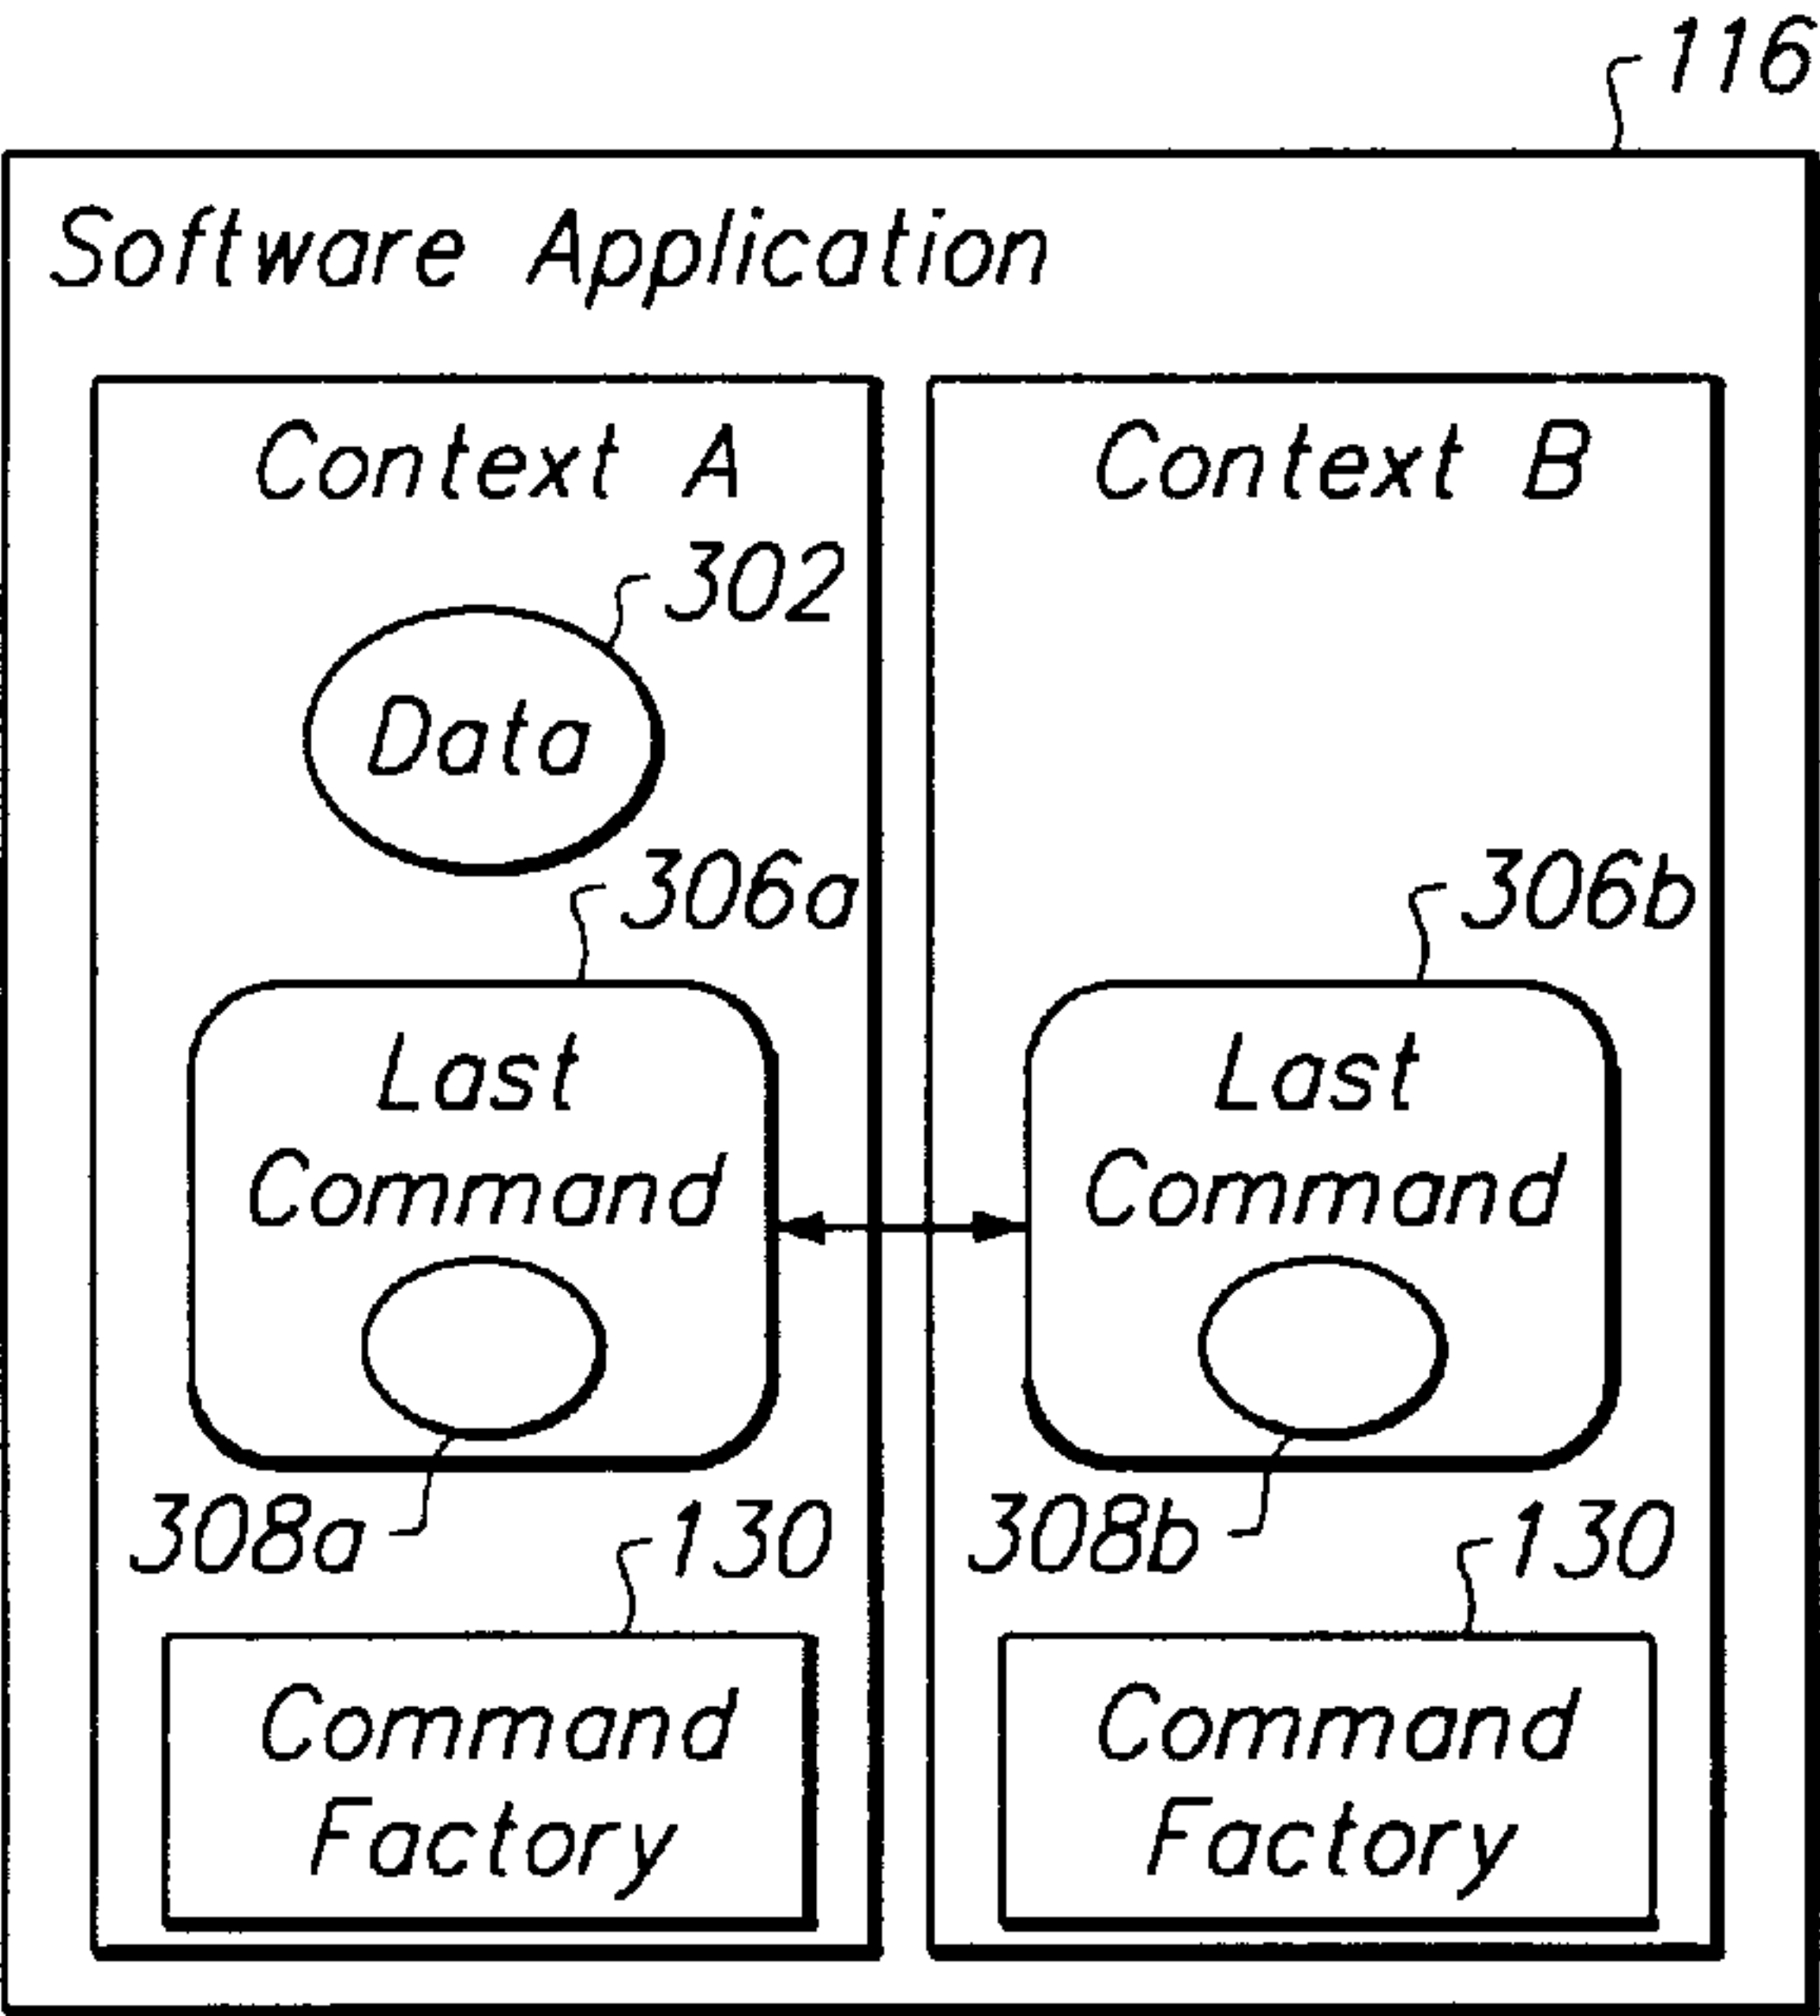 116
Software Application
Context A
302
Data
306a
Last
Command
308a
130
Command
Factory
Context B
306b
Last
Command
308b
130
Command
Factory